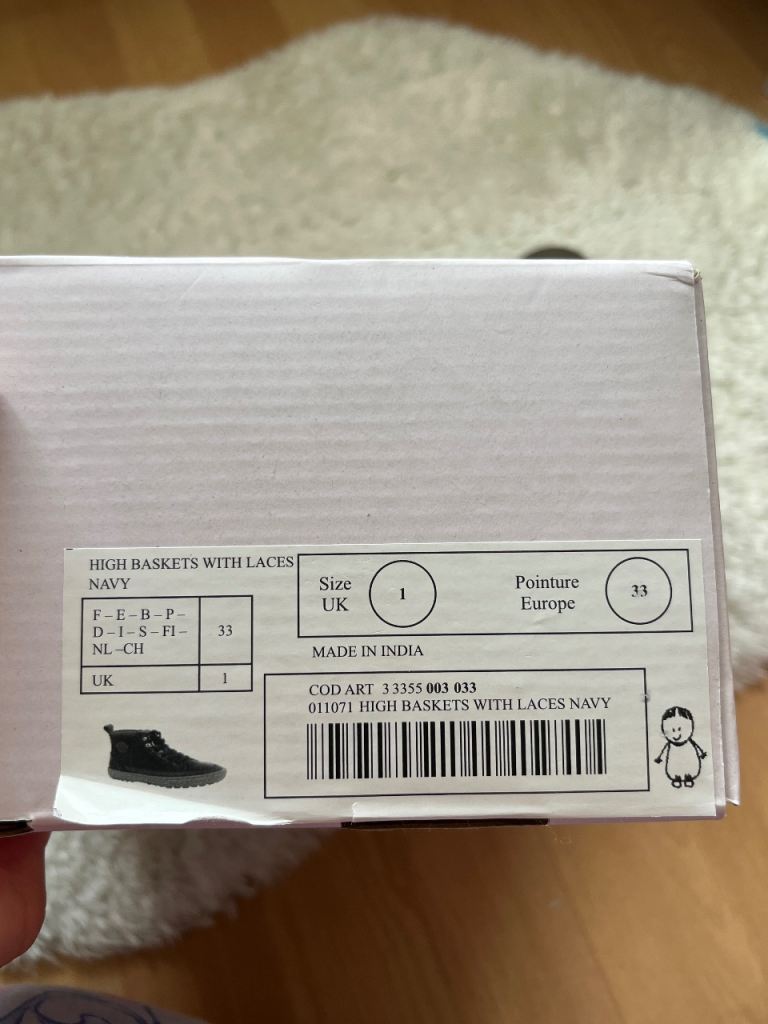 HIGH BASKETS WITH LACES
NAVY
F – E – B – P –
D – I – S – FI –
NL –CH
33
UK
1
Size
UK
1
Pointure
Europe
33
MADE IN INDIA
COD ART 3 3355 003 033
011071 HIGH BASKETS WITH LACES NAVY